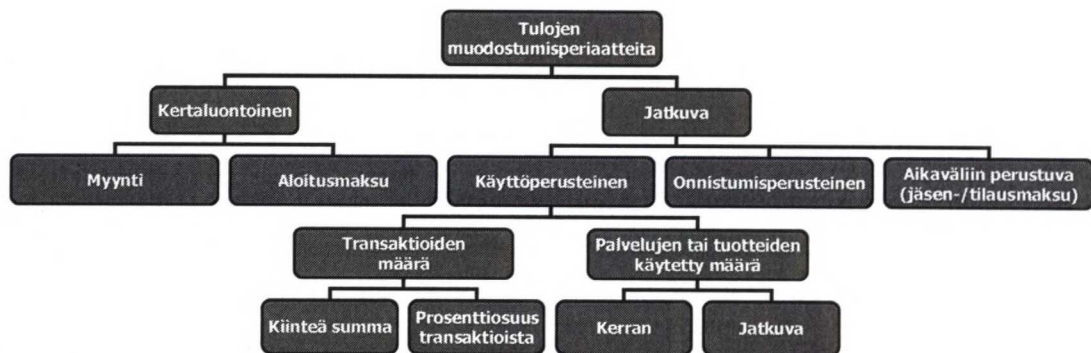 Tulojen
muodostumisperiaatteita
Kertaluontoinen
Jatkuva
Myynti
Aloitusmaksu
Käyttöperusteinen
Onnistumisperusteinen
Aikaväliin perustuva
(jäsen-/tilausmaksu)
Transaktioiden
määrä
Palvelujen tai tuotteiden
käytetty määrä
Kiinteä summa
Prosenttiosuus
transaktioista
Kerran
Jatkuva